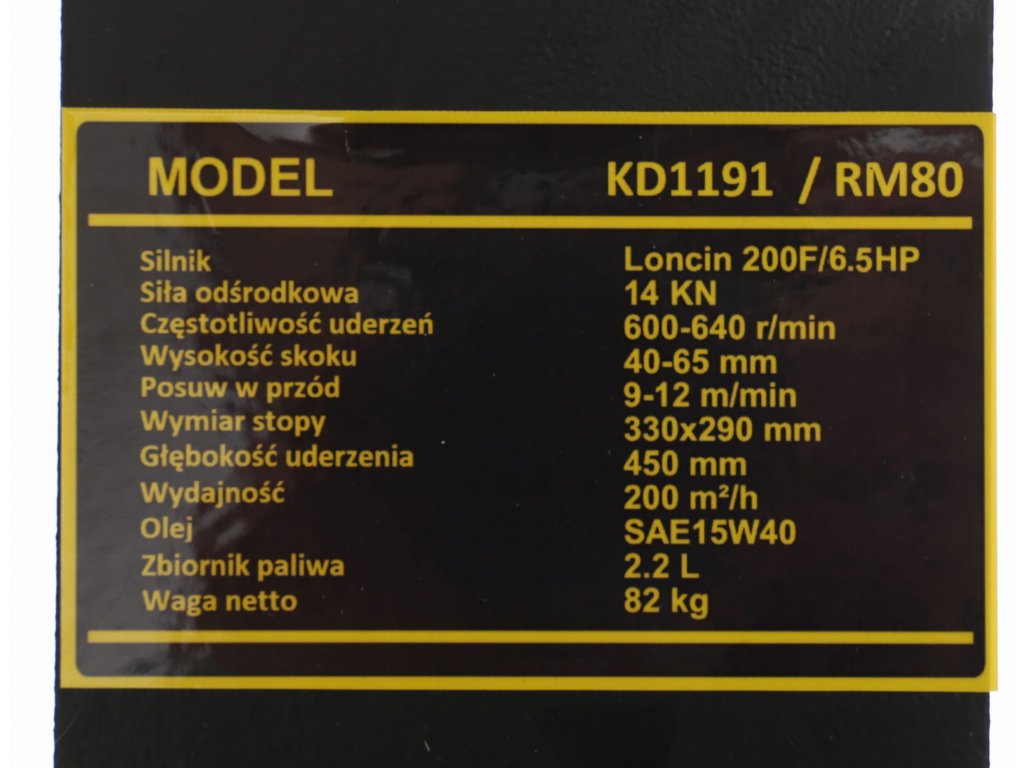 MODEL KD1191 / RM80
Silnik Loncin 200F/6.5HP
Siła odśrodkowa 14 KN
Częstotliwość uderzeń 600-640 r/min
Wysokość skoku 40-65 mm
Posuw w przód 9-12 m/min
Wymiar stopy 330x290 mm
Głębokość uderzenia 450 mm
Wydajność 200 m²/h
Olej SAE15W40
Zbiornik paliwa 2.2 L
Waga netto 82 kg